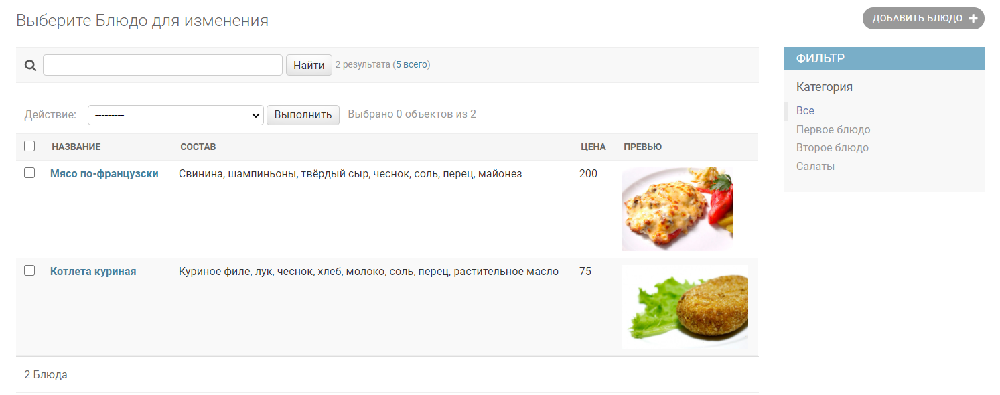 Выберите Блюдо для изменения
ДОБАВИТЬ БЛЮДО +
Найти 2 результата (5 всего)
ФИЛЬТР
Категория
Все
Первое блюдо
Второе блюдо
Салаты
Действие: --------- Выполнить Выбрано 0 объектов из 2
НАЗВАНИЕ СОСТАВ ЦЕНА ПРЕВЬЮ
Мясо по-французски Свинина, шампиньоны, твёрдый сыр, чеснок, соль, перец, майонез 200
Котлета куриная Куриное филе, лук, чеснок, хлеб, молоко, соль, перец, растительное масло 75
2 Блюда